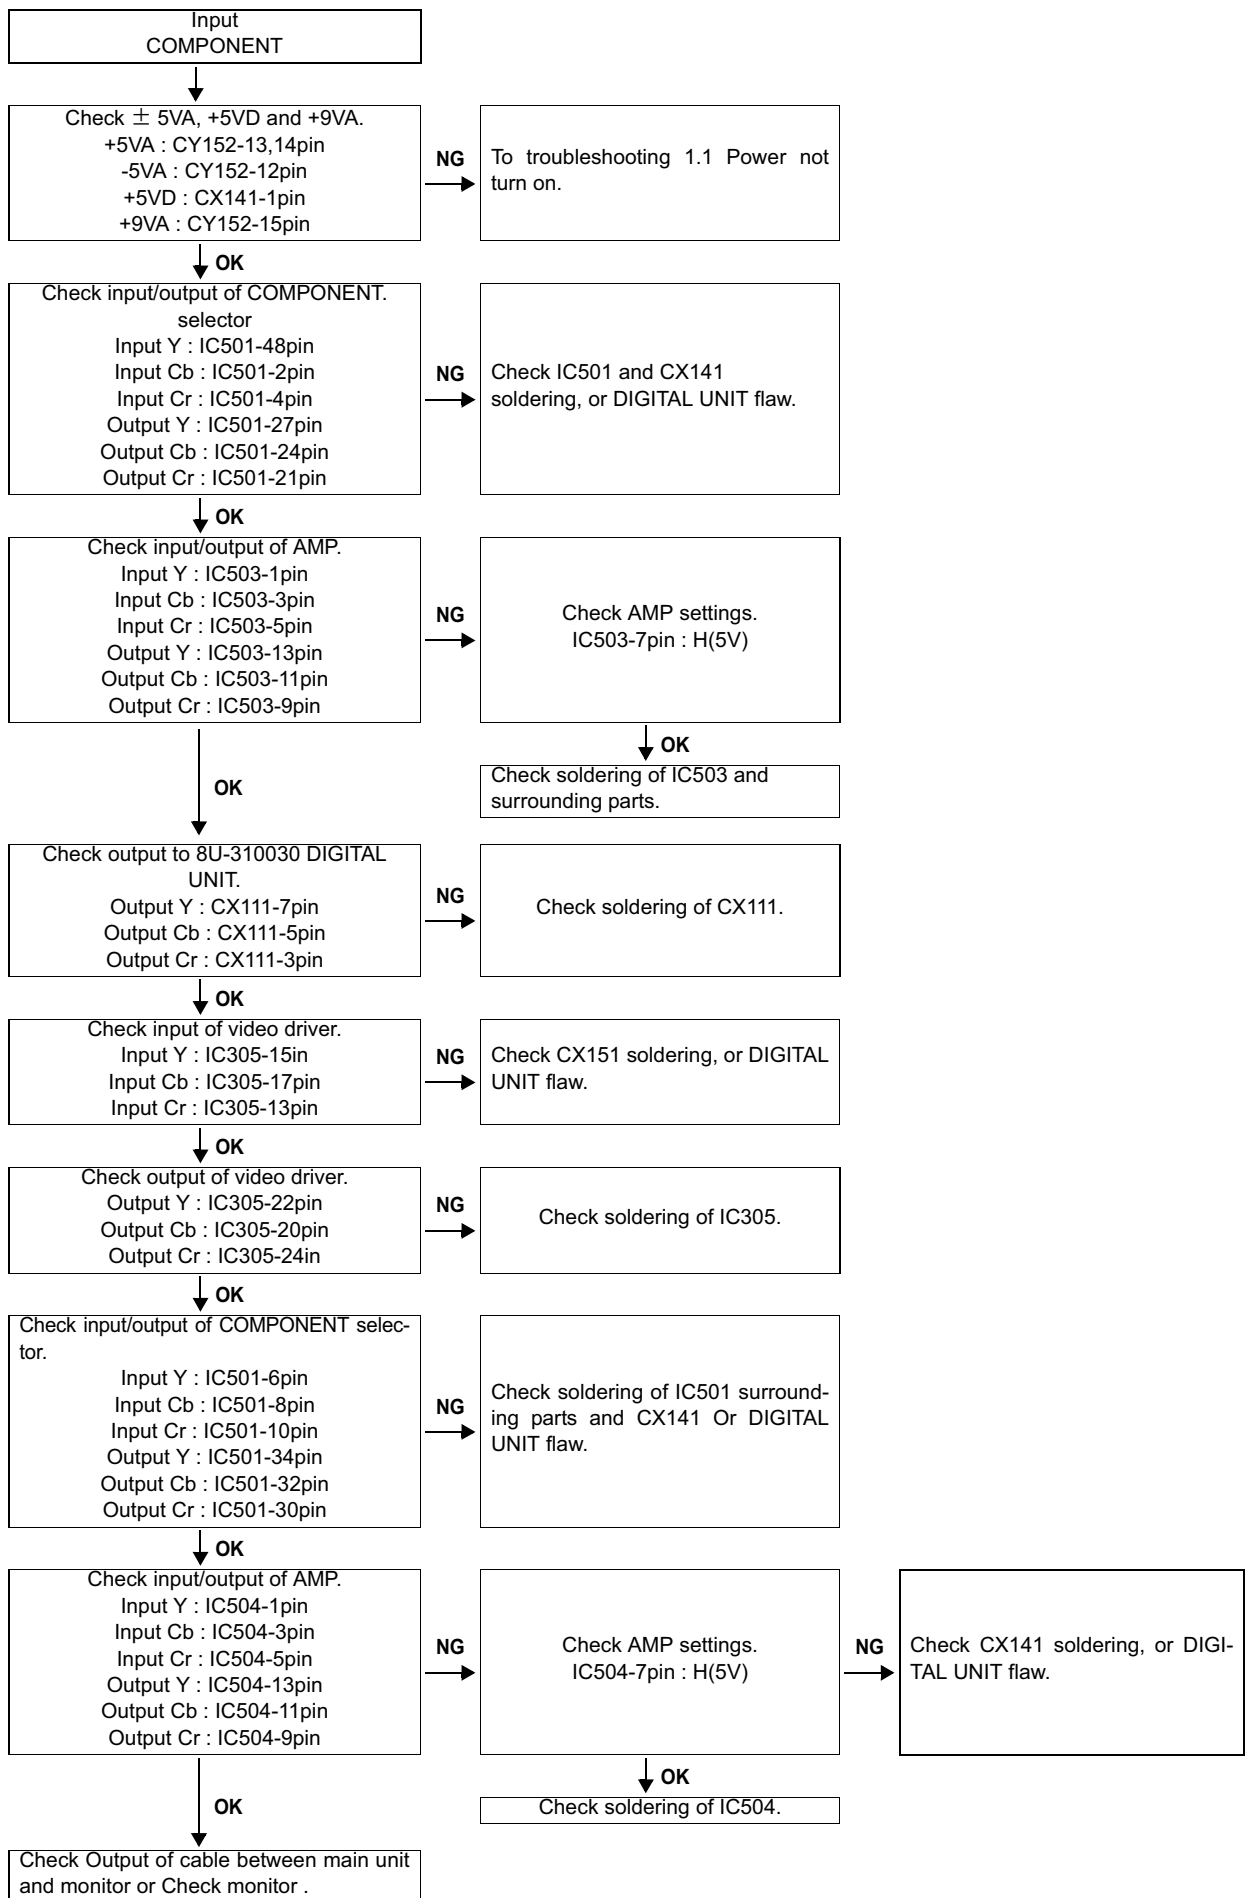 Input
COMPONENT
Check ± 5VA, +5VD and +9VA.
+5VA : CY152-13,14pin
-5VA : CY152-12pin
+5VD : CX141-1pin
+9VA : CY152-15pin
NG
To troubleshooting 1.1 Power not
turn on.
OK
Check input/output of COMPONENT.
selector
Input Y : IC501-48pin
Input Cb : IC501-2pin
Input Cr : IC501-4pin
Output Y : IC501-27pin
Output Cb : IC501-24pin
Output Cr : IC501-21pin
NG
Check IC501 and CX141
soldering, or DIGITAL UNIT flaw.
OK
Check input/output of AMP.
Input Y : IC503-1pin
Input Cb : IC503-3pin
Input Cr : IC503-5pin
Output Y : IC503-13pin
Output Cb : IC503-11pin
Output Cr : IC503-9pin
NG
Check AMP settings.
IC503-7pin : H(5V)
OK
Check soldering of IC503 and
surrounding parts.
OK
Check output to 8U-310030 DIGITAL
UNIT.
Output Y : CX111-7pin
Output Cb : CX111-5pin
Output Cr : CX111-3pin
NG
Check soldering of CX111.
OK
Check input of video driver.
Input Y : IC305-15in
Input Cb : IC305-17pin
Input Cr : IC305-13pin
NG
Check CX151 soldering, or DIGITAL
UNIT flaw.
OK
Check output of video driver.
Output Y : IC305-22pin
Output Cb : IC305-20pin
Output Cr : IC305-24in
NG
Check soldering of IC305.
OK
Check input/output of COMPONENT selec-
tor.
Input Y : IC501-6pin
Input Cb : IC501-8pin
Input Cr : IC501-10pin
Output Y : IC501-34pin
Output Cb : IC501-32pin
Output Cr : IC501-30pin
NG
Check soldering of IC501 surround-
ing parts and CX141 Or DIGITAL
UNIT flaw.
OK
Check input/output of AMP.
Input Y : IC504-1pin
Input Cb : IC504-3pin
Input Cr : IC504-5pin
Output Y : IC504-13pin
Output Cb : IC504-11pin
Output Cr : IC504-9pin
NG
Check AMP settings.
IC504-7pin : H(5V)
NG
Check CX141 soldering, or DIGI-
TAL UNIT flaw.
OK
Check soldering of IC504.
OK
Check Output of cable between main unit
and monitor or Check monitor .